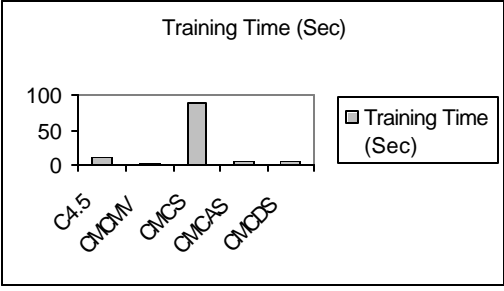 Training Time (Sec)
100
50
0
C4.5
CMCMV
CMCS
CMCAS
CMCDS
Training Time
(Sec)